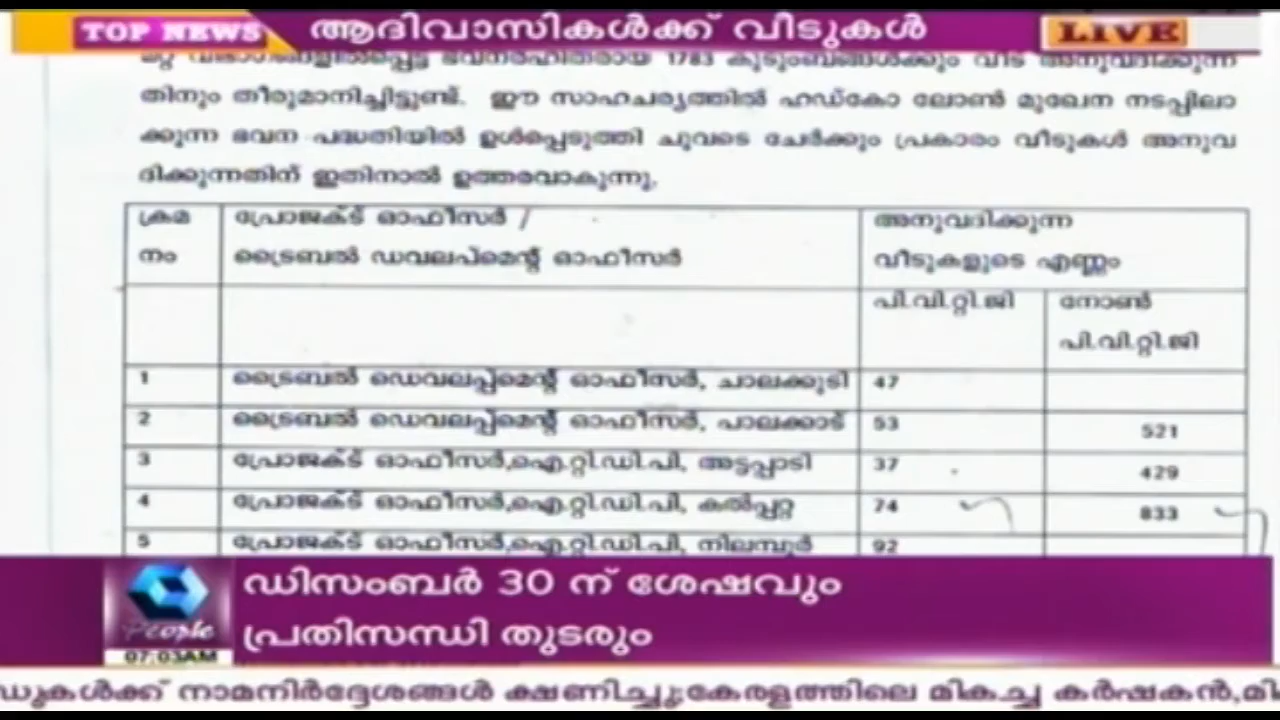 TOP NEWS
ആദിവാസികൾക്ക് വീടുകൾ
LIVE
1783 കുടുംബങ്ങൾക്കും വീട് അനുവദിക്കുന്ന
തിനും തീരുമാനിച്ചിട്ടുണ്ട്. ഈ സാഹചര്യത്തിൽ ഹഡ്കോ ലോൺ മുഖേന നടപ്പിലാ
ക്കുന്ന ഭവന പദ്ധതിയിൽ ഉൾപ്പെടുത്തി ചുവടെ ചേർക്കും പ്രകാരം വീടുകൾ അനുവ
ദിക്കുന്നതിന് ഇതിനാൽ ഉത്തരവാകുന്നു.
ക്രമ നം
പ്രോജക്ട് ഓഫീസർ /
ട്രൈബൽ ഡവലപ്മെന്റ് ഓഫീസർ
അനുവദിക്കുന്ന
വീടുകളുടെ എണ്ണം
പി.വി.റ്റി.ജി
നോൺ
പി.വി.റ്റി.ജി
1 ട്രൈബൽ ഡെവലപ്പ്മെന്റ് ഓഫീസർ, ചാലക്കുടി 47
2 ട്രൈബൽ ഡെവലപ്പ്മെന്റ് ഓഫീസർ, പാലക്കാട് 53 521
3 പ്രോജക്ട് ഓഫീസർ,ഐ.റ്റി.ഡി.പി, അട്ടപ്പാടി 37 429
4 പ്രോജക്ട് ഓഫീസർ,ഐ.റ്റി.ഡി.പി, കൽപ്പറ്റ 74 833
5 പ്രോജക്ട് ഓഫീസർ,ഐ.റ്റി.ഡി.പി, നിലമ്പൂർ 92
ഡിസംബർ 30 ന് ശേഷവും
പ്രതിസന്ധി തുടരും
People
07:03AM
നാമനിർദ്ദേശങ്ങൾ ക്ഷണിച്ചു;കേരളത്തിലെ മികച്ച കർഷകൻ,